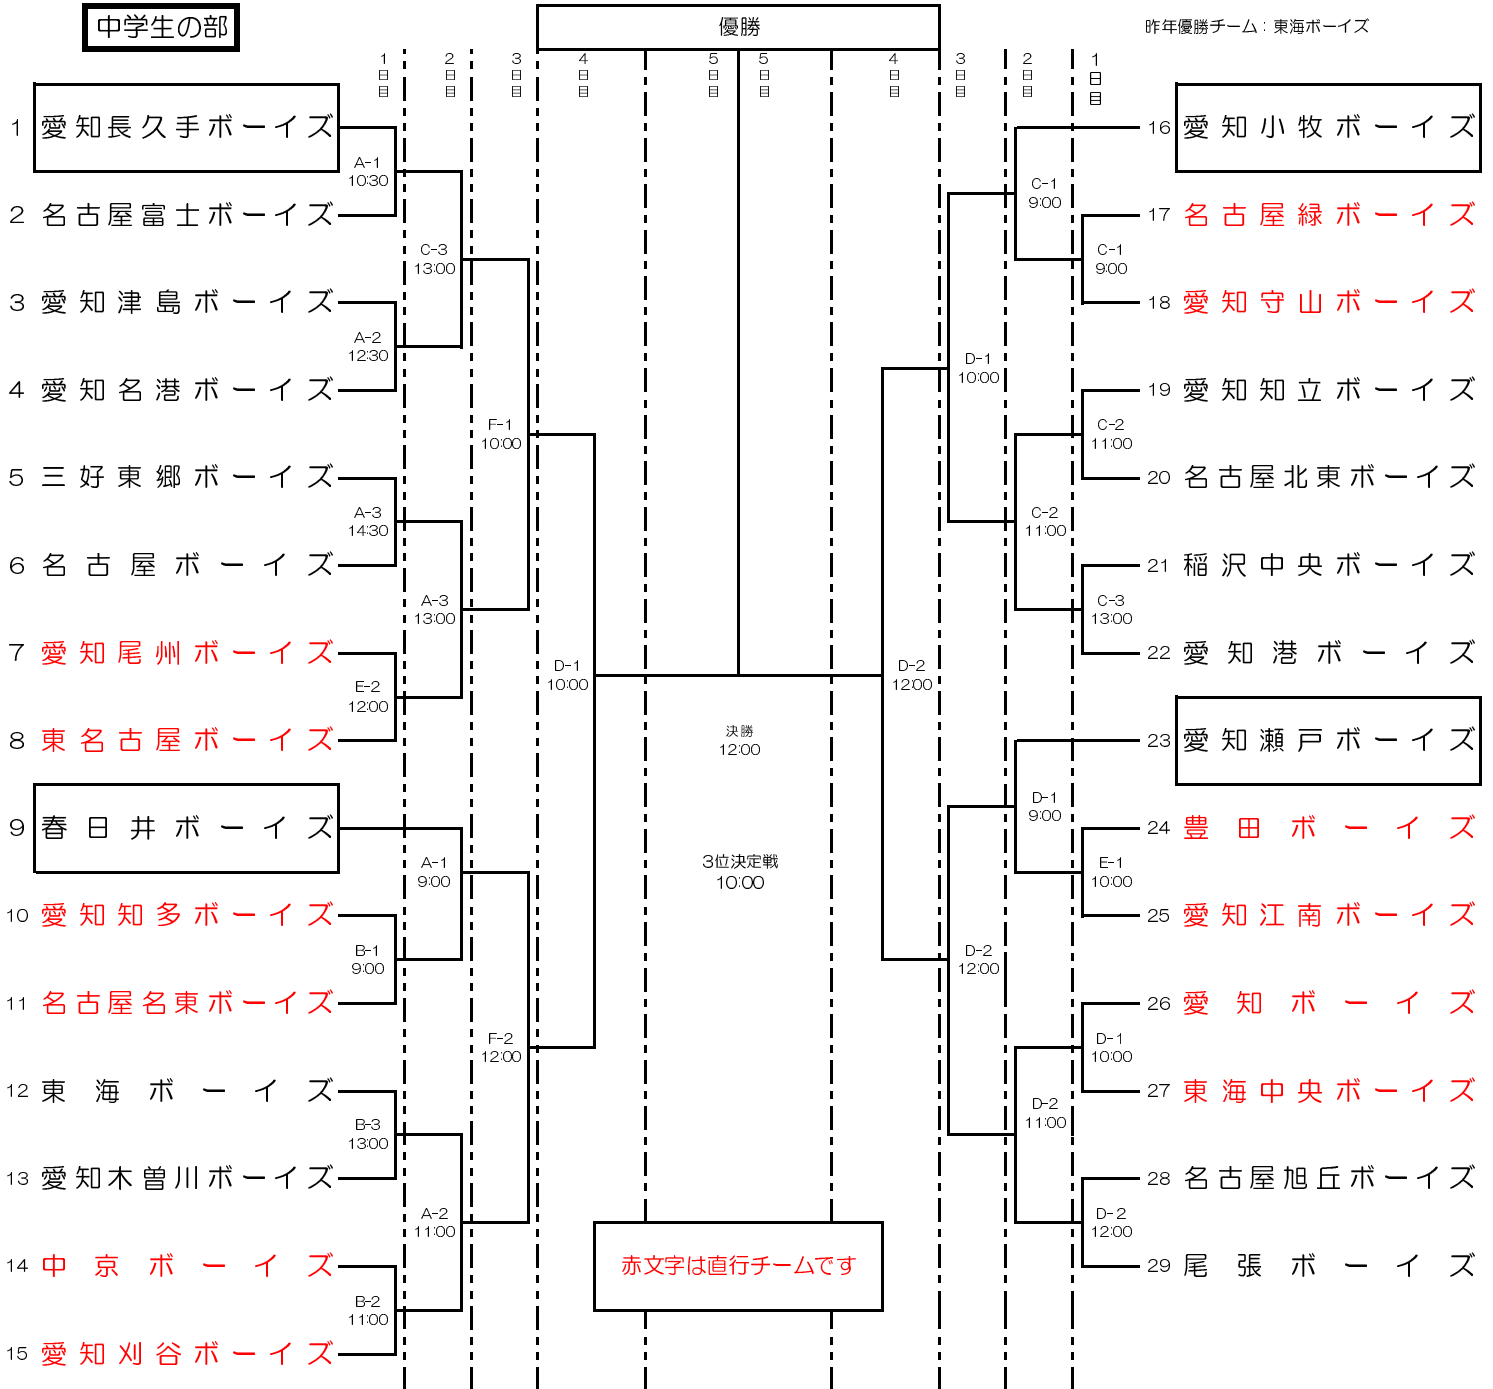 中学生の部
優勝
昨年優勝チーム：東海ボーイズ
1日目
2日目
3日目
4日目
5日目
5日目
4日目
3日目
2日目
1日目
1 愛知長久手ボーイズ
2 名古屋富士ボーイズ
3 愛知津島ボーイズ
4 愛知名港ボーイズ
5 三好東郷ボーイズ
6 名古屋ボーイズ
7 愛知尾州ボーイズ
8 東名古屋ボーイズ
9 春日井ボーイズ
10 愛知知多ボーイズ
11 名古屋名東ボーイズ
12 東海ボーイズ
13 愛知木曽川ボーイズ
14 中京ボーイズ
15 愛知刈谷ボーイズ
A-1
10:30
A-2
12:30
A-3
14:30
E-2
12:00
B-1
9:00
B-3
13:00
B-2
11:00
C-3
13:00
A-3
13:00
A-1
9:00
A-2
11:00
F-1
10:00
F-2
12:00
D-1
10:00
決勝
12:00
3位決定戦
10:00
赤文字は直行チームです
D-2
12:00
D-1
10:00
D-2
12:00
C-1
9:00
C-2
11:00
D-1
9:00
D-2
11:00
C-1
9:00
C-2
11:00
C-3
13:00
E-1
10:00
D-1
10:00
D-2
12:00
16 愛知小牧ボーイズ
17 名古屋緑ボーイズ
18 愛知守山ボーイズ
19 愛知知立ボーイズ
20 名古屋北東ボーイズ
21 稲沢中央ボーイズ
22 愛知港ボーイズ
23 愛知瀬戸ボーイズ
24 豊田ボーイズ
25 愛知江南ボーイズ
26 愛知ボーイズ
27 東海中央ボーイズ
28 名古屋旭丘ボーイズ
29 尾張ボーイズ